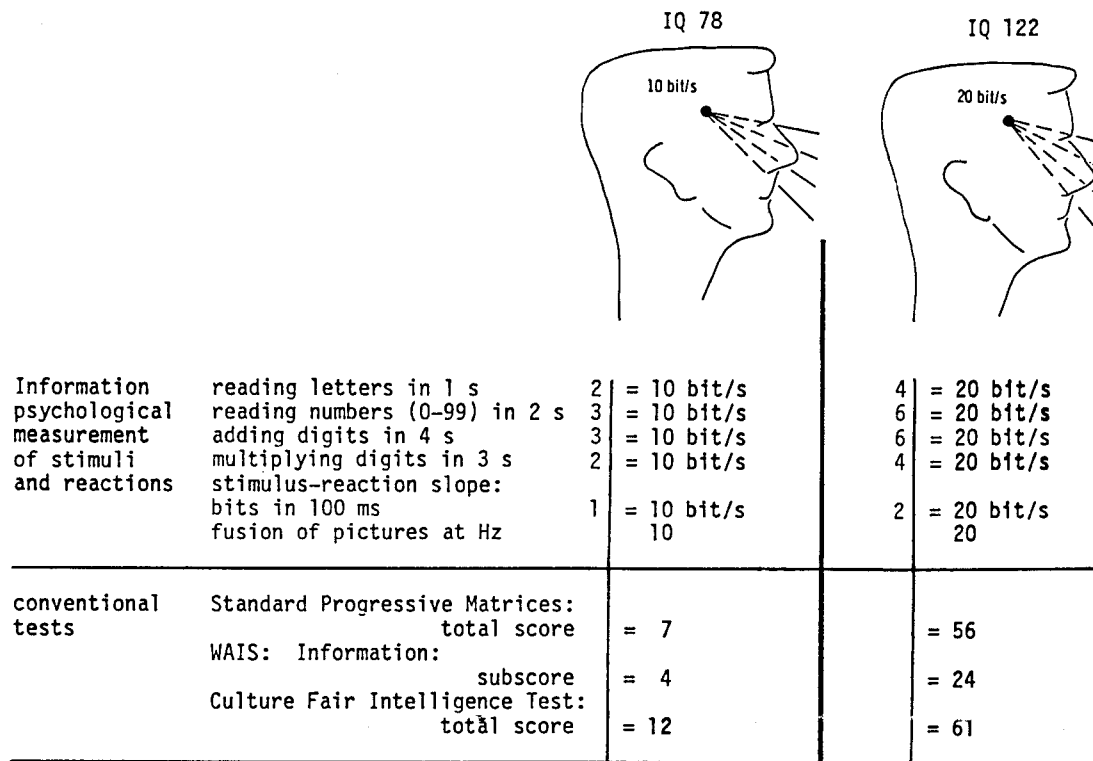 IQ 78 IQ 122
10 bit/s 20 bit/s
Information reading letters in 1 s 2 = 10 bit/s 4 = 20 bit/s
psychological reading numbers (0-99) in 2 s 3 = 10 bit/s 6 = 20 bit/s
measurement adding digits in 4 s 3 = 10 bit/s 6 = 20 bit/s
of stimuli multiplying digits in 3 s 2 = 10 bit/s 4 = 20 bit/s
and reactions stimulus-reaction slope:
bits in 100 ms 1 = 10 bit/s 2 = 20 bit/s
fusion of pictures at Hz 10 20
conventional Standard Progressive Matrices:
tests total score = 7 = 56
WAIS: Information:
subscore = 4 = 24
Culture Fair Intelligence Test:
total score = 12 = 61